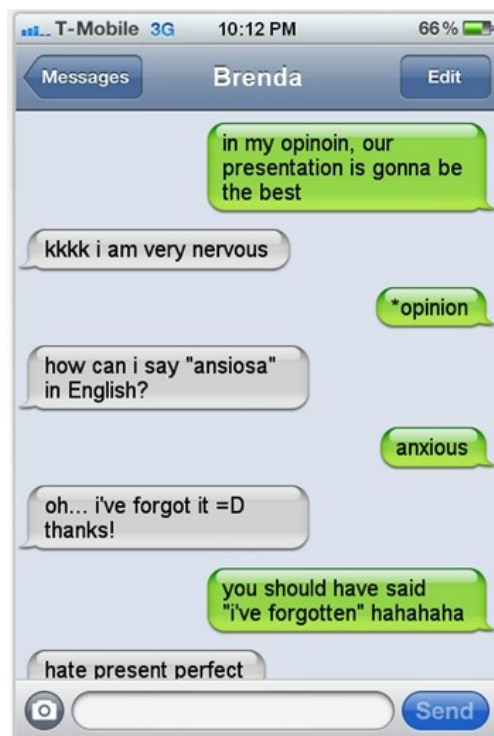 T-Mobile 3G 10:12 PM 66%
Messages Brenda Edit
in my opinoin, our
presentation is gonna be
the best
kkkk i am very nervous
*opinion
how can i say "ansiosa"
in English?
anxious
oh... i've forgot it =D
thanks!
you should have said
"i've forgotten" hahahaha
hate present perfect
Send